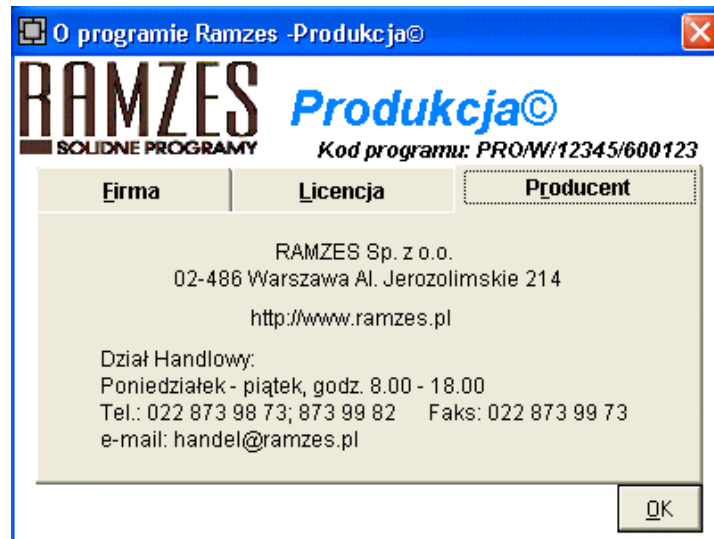 O programie Ramzes -Produkcja©
RAMZES
SOLIDNE PROGRAMY
Produkcja©
Kod programu: PRO/W/12345/600123
Firma
Licencja
Producent
RAMZES Sp. z o.o.
02-486 Warszawa Al. Jerozolimskie 214
http://www.ramzes.pl
Dział Handlowy:
Poniedziałek - piątek, godz. 8.00 - 18.00
Tel.: 022 873 98 73; 873 99 82 Faks: 022 873 99 73
e-mail: handel@ramzes.pl
OK